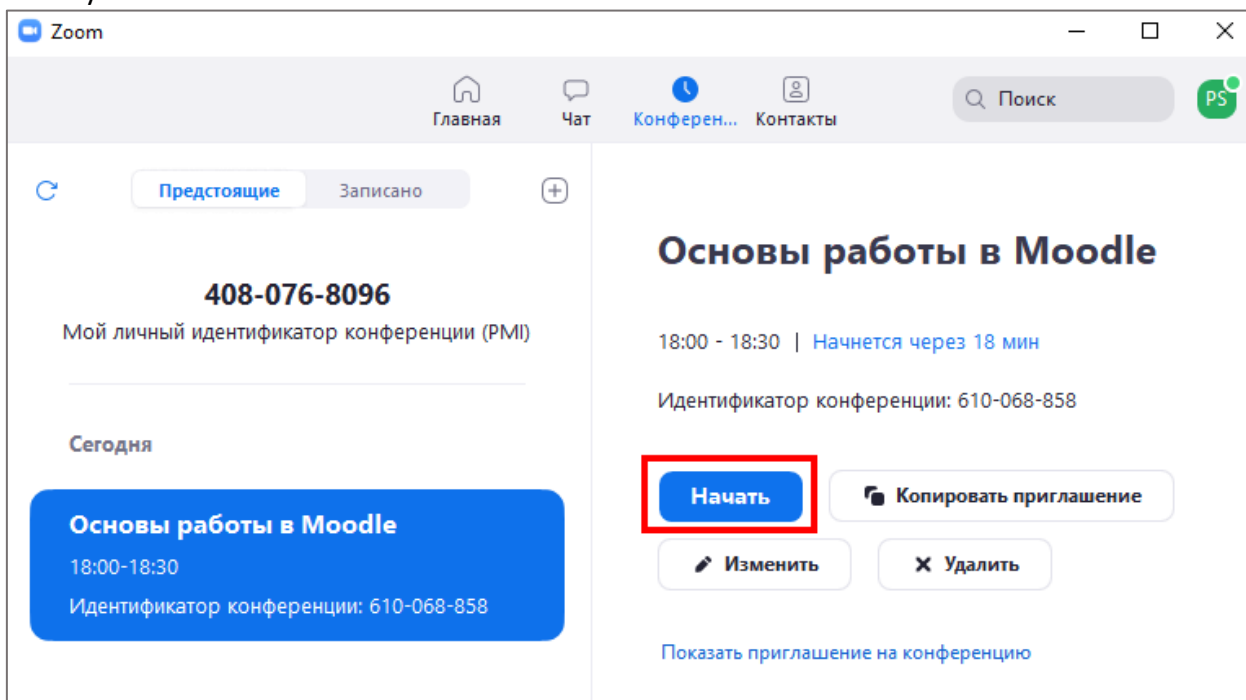 Zoom
Главная
Чат
Конферен...
Контакты
Поиск
PS
Предстоящие
Записано
408-076-8096
Мой личный идентификатор конференции (PMI)
Сегодня
Основы работы в Moodle
18:00-18:30
Идентификатор конференции: 610-068-858
Основы работы в Moodle
18:00 - 18:30 | Начнется через 18 мин
Идентификатор конференции: 610-068-858
Начать
Копировать приглашение
Изменить
Удалить
Показать приглашение на конференцию